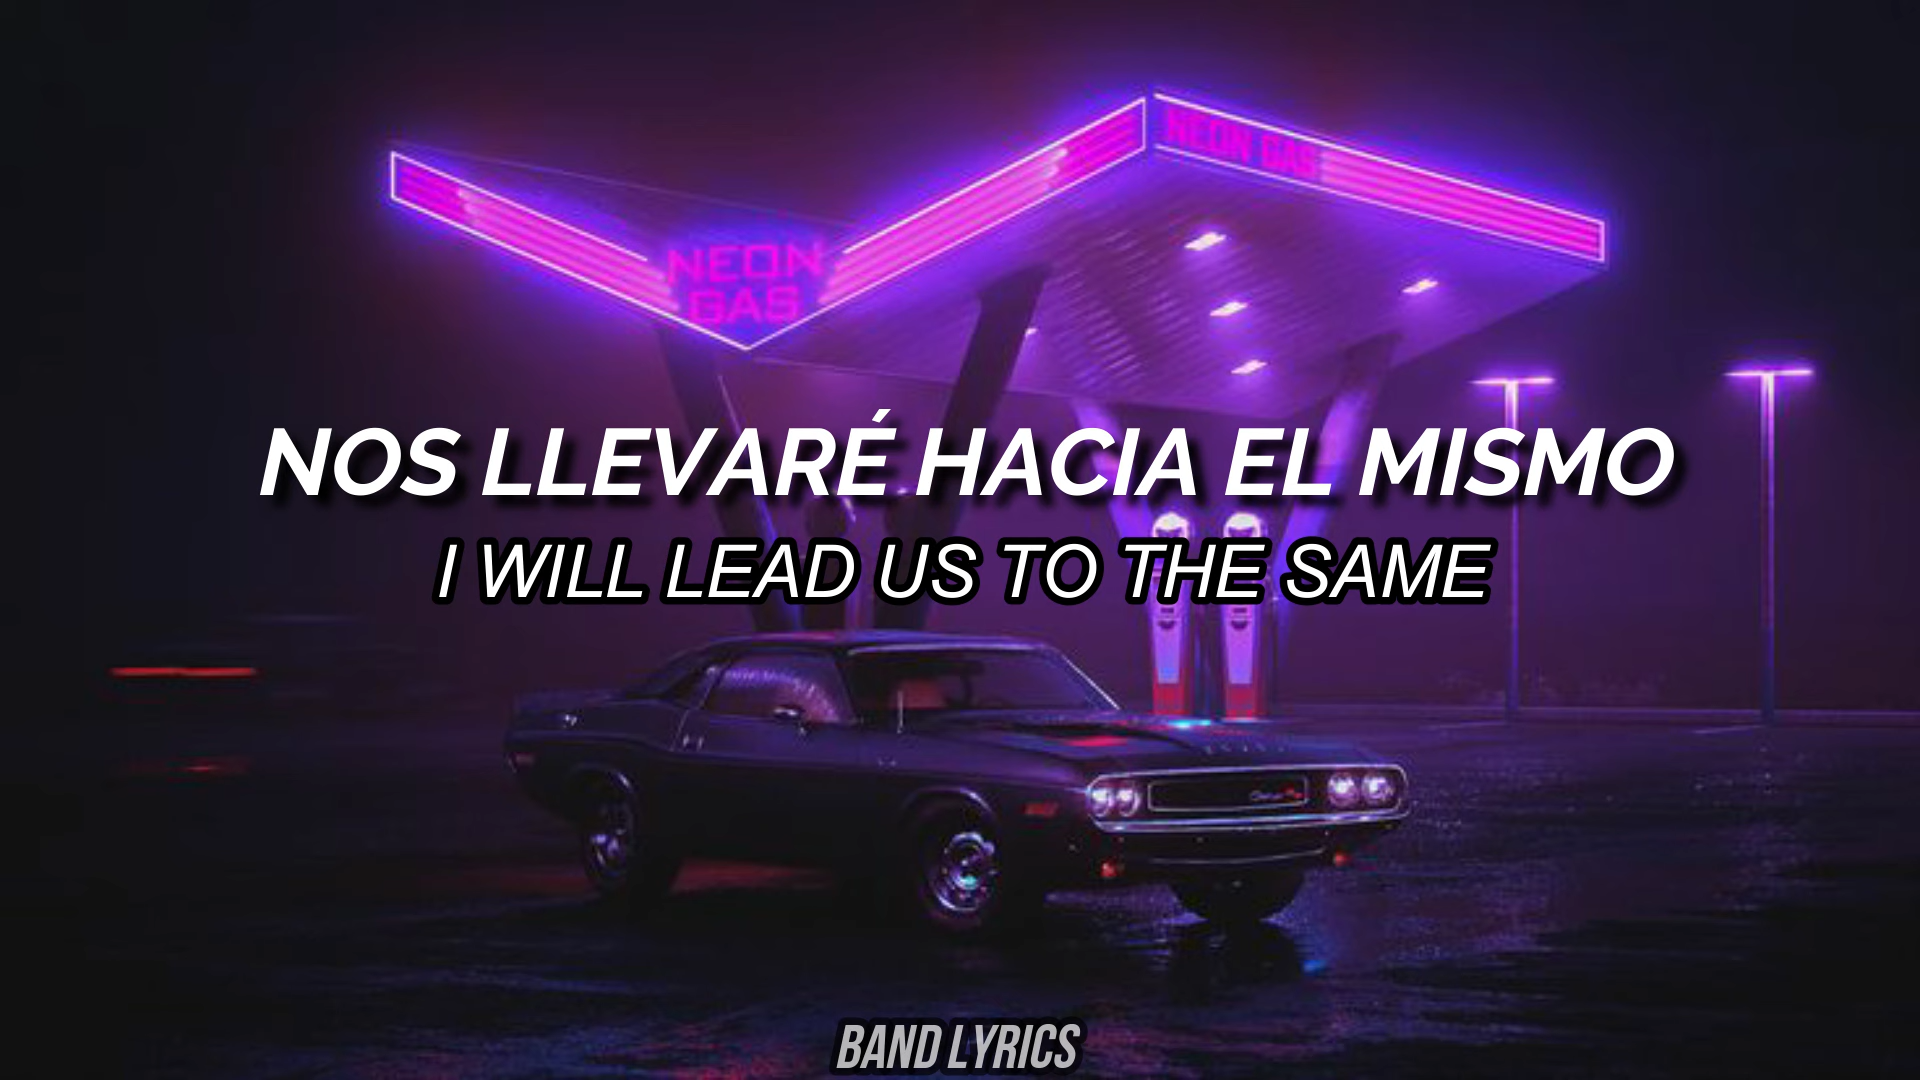 NEON GAS
NEON
GAS
NOS LLEVARÉ HACIA EL MISMO
I WILL LEAD US TO THE SAME
BAND LYRICS